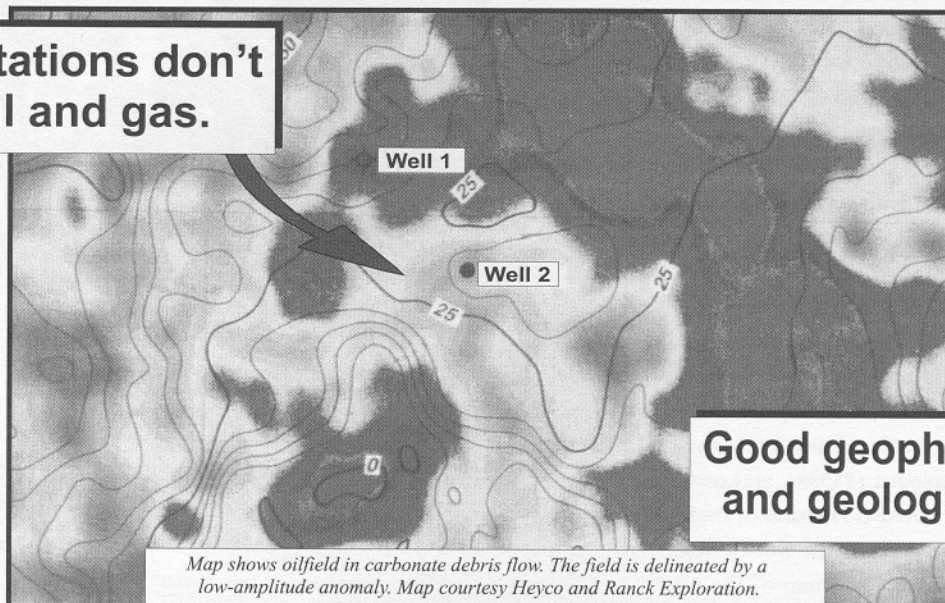 tations don't
l and gas.
50
Well 1
25
Well 2
25
25
0
Good geoph
and geolog
Map shows oilfield in carbonate debris flow. The field is delineated by a
low-amplitude anomaly. Map courtesy Heyco and Ranck Exploration.